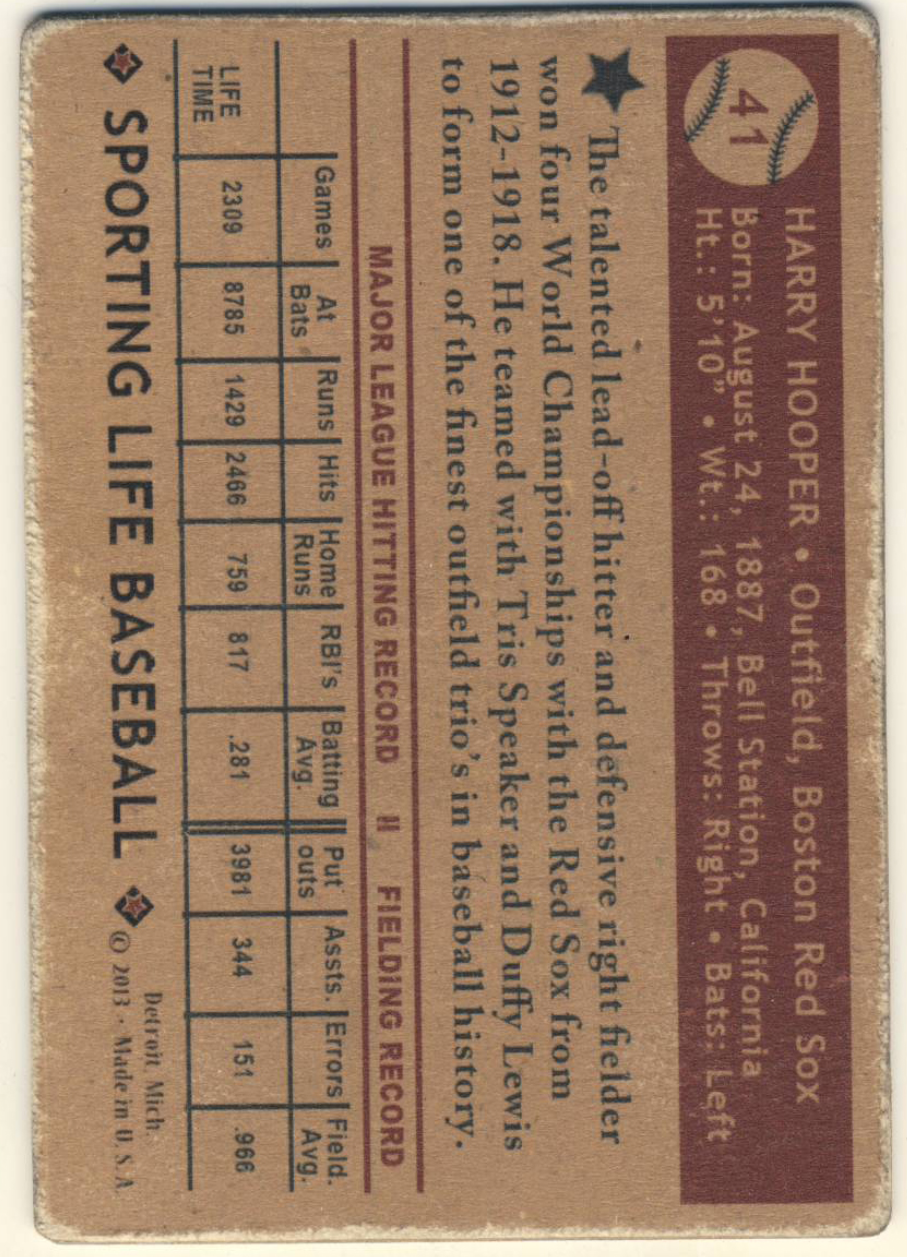 41
HARRY HOOPER • Outfield, Boston Red Sox
Born: August 24, 1887, Bell Station, California
Ht.: 5'10" • Wt.: 168 • Throws: Right • Bats: Left
The talented lead-off hitter and defensive right fielder
won four World Championships with the Red Sox from
1912-1918. He teamed with Tris Speaker and Duffy Lewis
to form one of the finest outfield trio's in baseball history.
MAJOR LEAGUE HITTING RECORD || FIELDING RECORD
Games | At Bats | Runs | Hits | Home Runs | RBI's | Batting Avg. || Put outs | Assts. | Errors | Field. Avg.
LIFE TIME 2309 8785 1429 2466 759 817 .281 3981 344 151 .966
SPORTING LIFE BASEBALL
Detroit Mich.
© 2013 • Made in U.S.A.